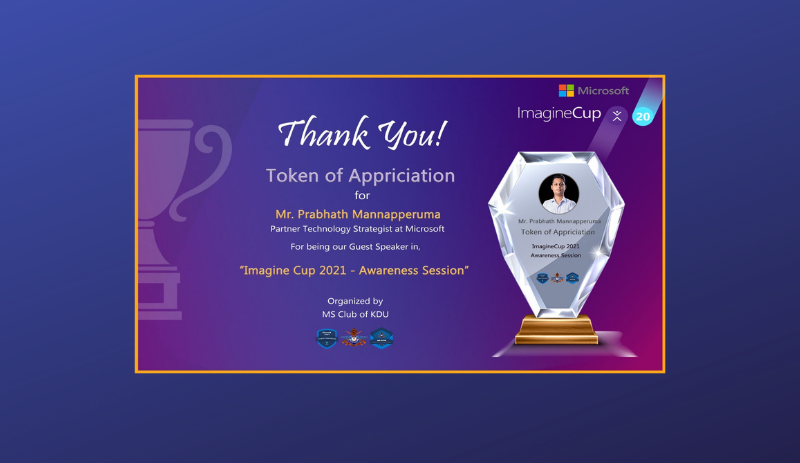 Microsoft
ImagineCup
20
Thank You!
Token of Appriciation
for
Mr. Prabhath Mannapperuma
Partner Technology Strategist at Microsoft
For being our Guest Speaker in,
"Imagine Cup 2021 - Awareness Session"
Organized by
MS Club of KDU
Mr. Prabhath Mannapperuma
Token of Appriciation
ImagineCup 2021
Awareness Session